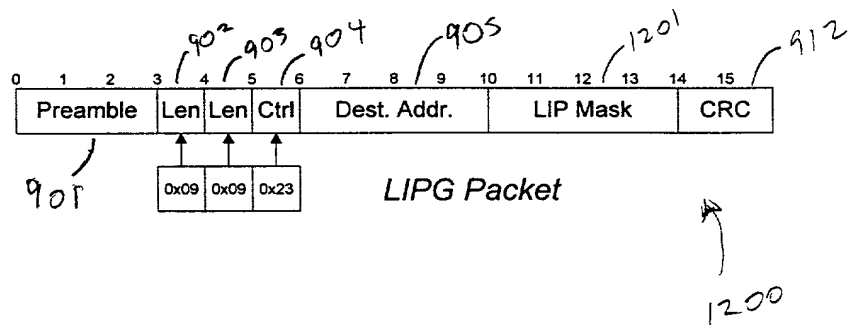 902 903 904 905 1201 912
0 1 2 3 4 5 6 7 8 9 10 11 12 13 14 15
Preamble Len Len Ctrl Dest. Addr. LIP Mask CRC
901 0x09 0x09 0x23 LIPG Packet
1200